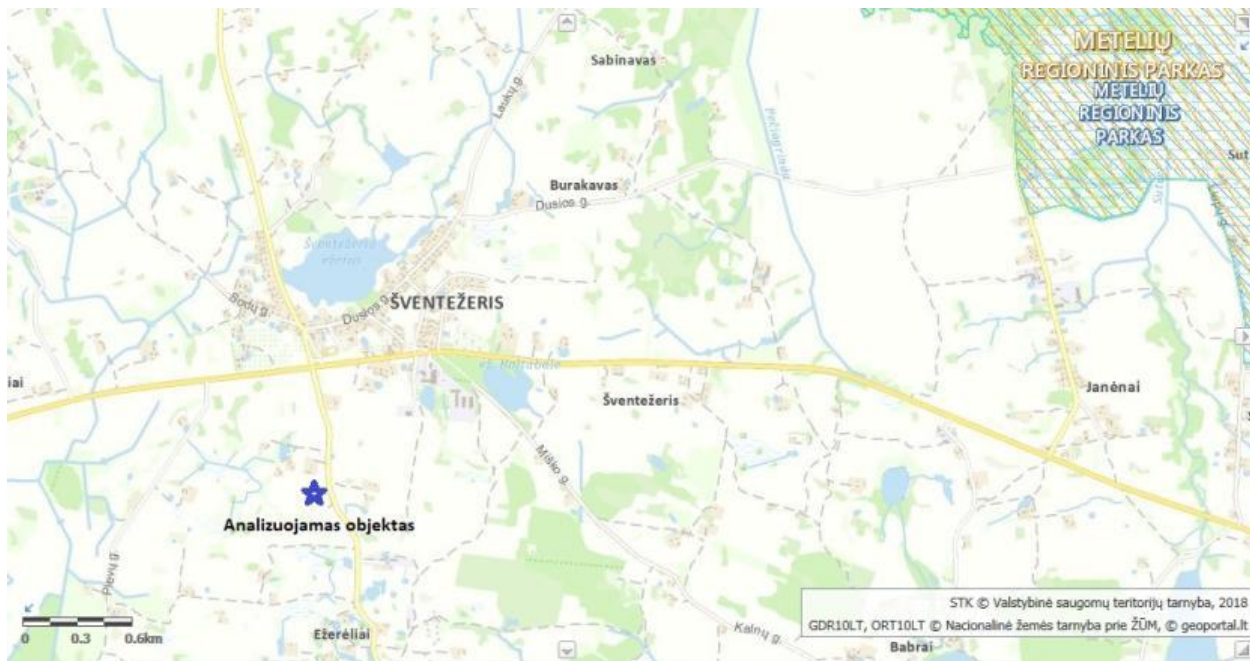 METELIŲ
REGIONINIS PARKAS
METELIŲ
REGIONINIS
PARKAS
Sabinavas
Laukų g.
Burakavas
Dusios g.
Šventežerio
ežeras
Sodų g.
Dusios g.
ŠVENTEŽERIS
Janėnai
Šventežeris
iai
Miško g.
Analizuojamas objektas
Pievų g.
Ežerėliai
Kalnų g.
Babrai
0 0.3 0.6km
STK © Valstybinė saugomų teritorijų tarnyba, 2018
GDR10LT, ORT10LT © Nacionalinė žemės tarnyba prie ŽŪM, © geoportal.lt